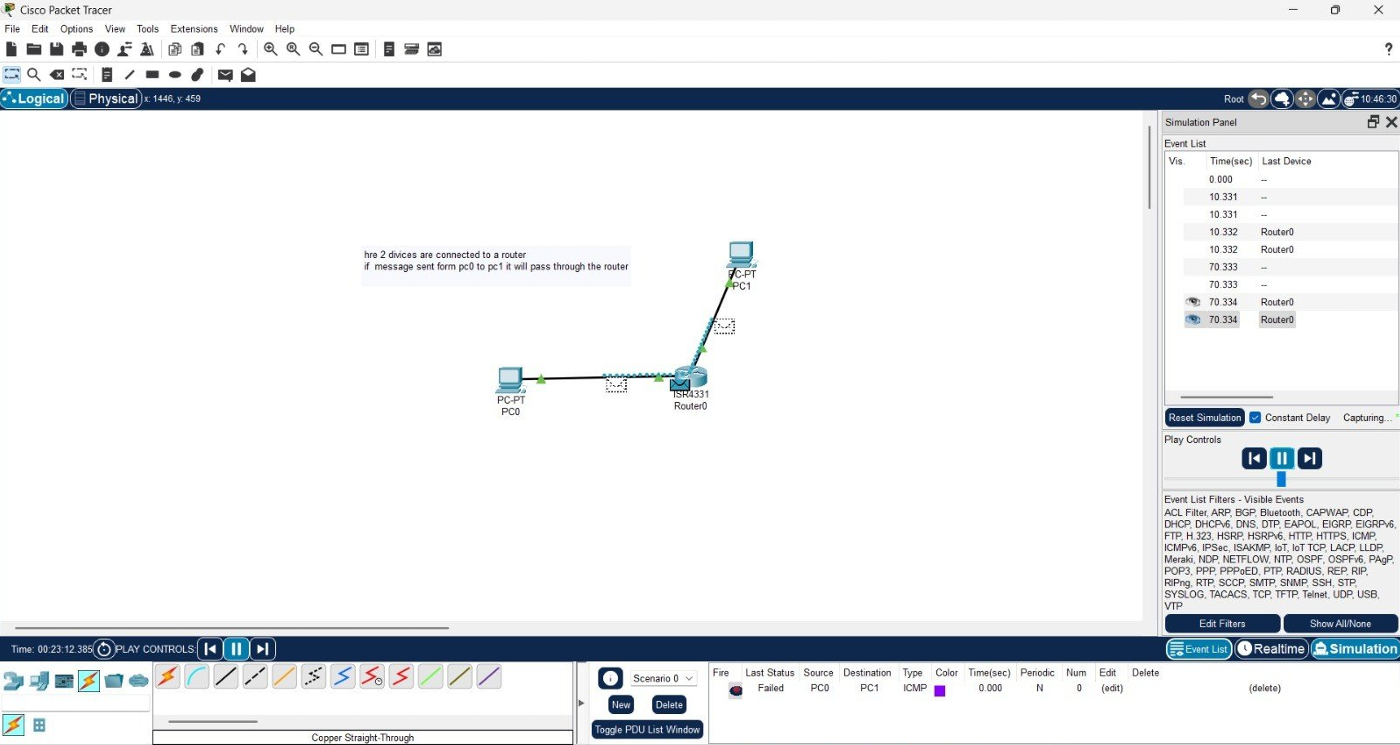 Cisco Packet Tracer
File Edit Options View Tools Extensions Window Help
?
Logical Physical x: 1446, y: 459
Root 10:46:30
Simulation Panel
Event List
Vis. Time(sec) Last Device
0.000 --
10.331 --
10.331 --
10.332 Router0
10.332 Router0
70.333 --
70.333 --
70.334 Router0
70.334 Router0
Reset Simulation Constant Delay Capturing...
Play Controls
Event List Filters - Visible Events
ACL Filter, ARP, BGP, Bluetooth, CAPWAP, CDP,
DHCP, DHCPv6, DNS, DTP, EAPOL, EIGRP, EIGRPv6,
FTP, H.323, HSRP, HSRPv6, HTTP, HTTPS, ICMP,
ICMPv6, IPSec, ISAKMP, IoT, IoT TCP, LACP, LLDP,
Meraki, NDP, NETFLOW, NTP, OSPF, OSPFv6, PAgP,
POP3, PPP, PPPoED, PTP, RADIUS, REP, RIP,
RIPng, RTP, SCCP, SMTP, SNMP, SSH, STP,
SYSLOG, TACACS, TCP, TFTP, Telnet, UDP, USB,
VTP
Edit Filters Show All/None
hre 2 divices are connected to a router
if message sent form pc0 to pc1 it will pass through the router
PC-PT
PC1
PC-PT
PC0
ISR4331
Router0
Time: 00:23:12.385 PLAY CONTROLS:
Event List Realtime Simulation
Scenario 0
New Delete
Toggle PDU List Window
Fire Last Status Source Destination Type Color Time(sec) Periodic Num Edit Delete
Failed PC0 PC1 ICMP 0.000 N 0 (edit) (delete)
Copper Straight-Through